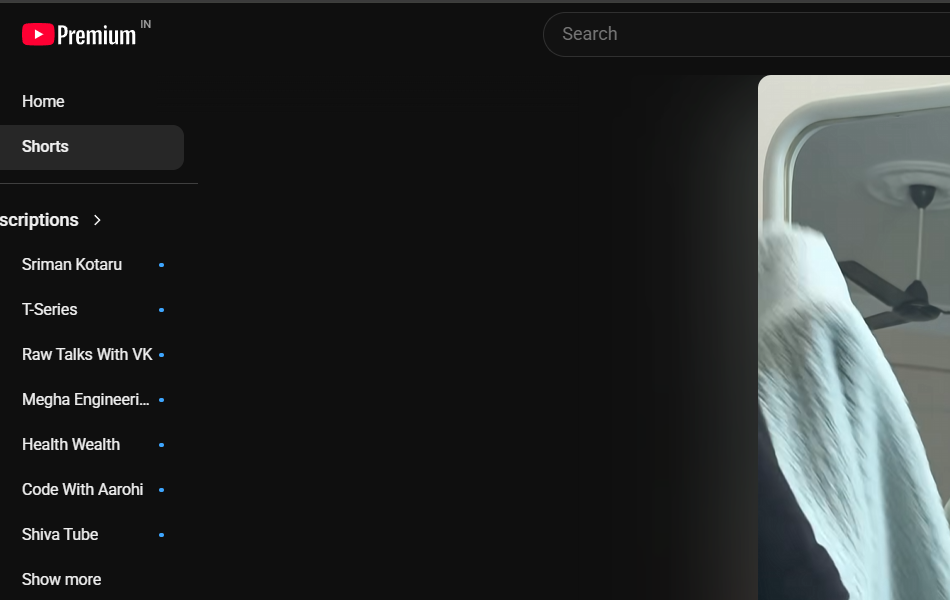 Premium IN
Search
Home
Shorts
scriptions
Sriman Kotaru
T-Series
Raw Talks With VK
Megha Engineeri...
Health Wealth
Code With Aarohi
Shiva Tube
Show more